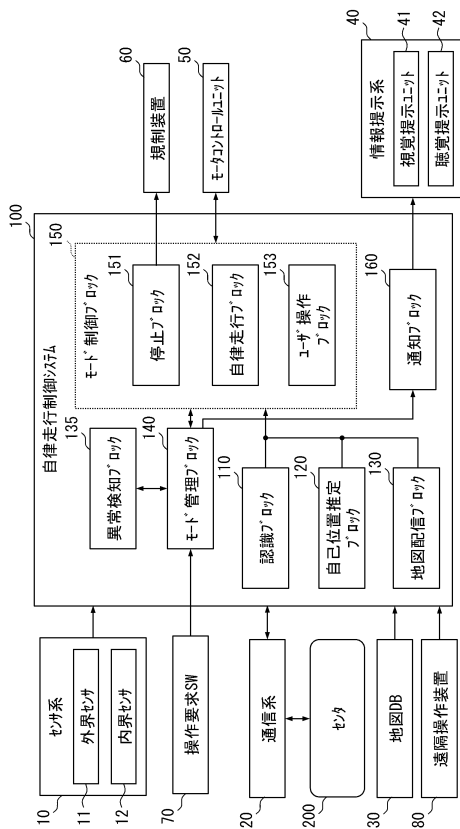 100
自律走行制御システム
10
センサ系
11
外界センサ
12
内界センサ
70
操作要求SW
20
通信系
200
センタ
30
地図DB
80
遠隔操作装置
135
異常検知ブロック
140
モード管理ブロック
110
認識ブロック
120
自己位置推定
ブロック
130
地図配信ブロック
150
モード制御ブロック
151
停止ブロック
152
自律走行ブロック
153
ユーザ操作
ブロック
160
通知ブロック
60
規制装置
50
モータコントロールユニット
40
情報提示系
41
視覚提示ユニット
42
聴覚提示ユニット